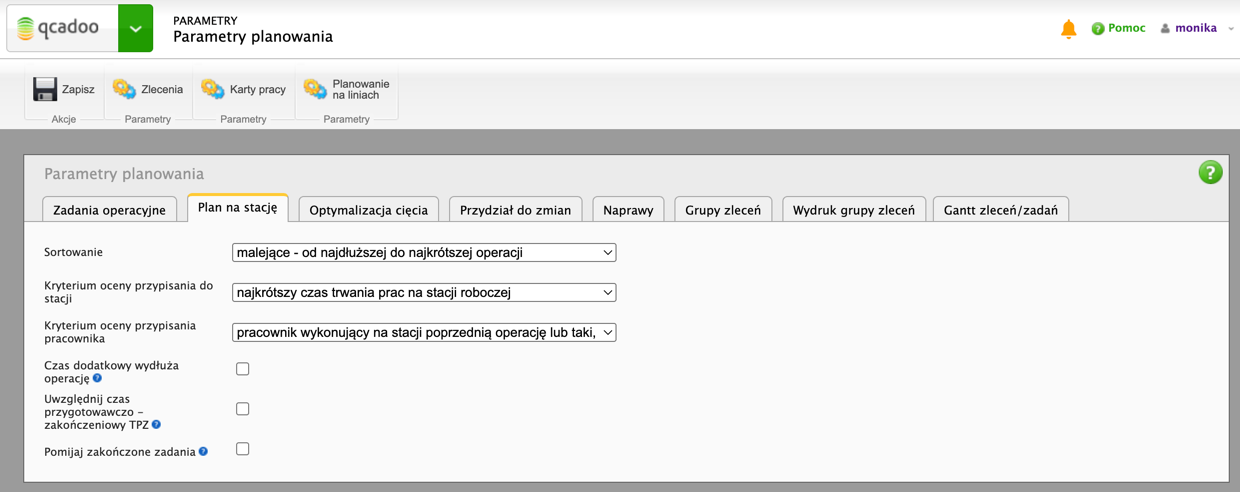 qcadoo
PARAMETRY
Parametry planowania
Pomoc
monika
Zapisz
Akcje
Zlecenia
Parametry
Karty pracy
Parametry
Planowanie
na liniach
Parametry
Parametry planowania
?
Zadania operacyjne
Plan na stację
Optymalizacja cięcia
Przydział do zmian
Naprawy
Grupy zleceń
Wydruk grupy zleceń
Gantt zleceń/zadań
Sortowanie
malejące - od najdłuższej do najkrótszej operacji
Kryterium oceny przypisania do
stacji
najkrótszy czas trwania prac na stacji roboczej
Kryterium oceny przypisania
pracownika
pracownik wykonujący na stacji poprzednią operację lub taki,
Czas dodatkowy wydłuża
operację ?
Uwzględnij czas
przygotowawczo –
zakończeniowy TPZ ?
Pomijaj zakończone zadania ?